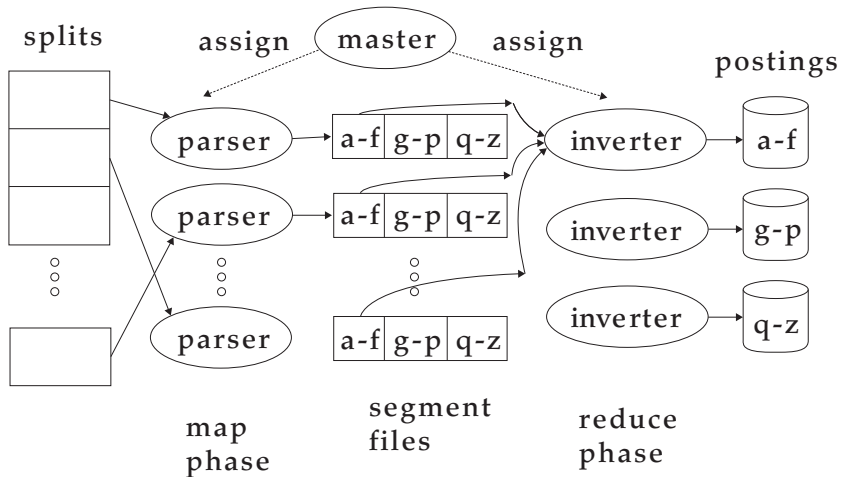 splits
assign
master
assign
postings
parser
a-f g-p q-z
inverter
a-f
parser
a-f g-p q-z
inverter
g-p
parser
a-f g-p q-z
inverter
q-z
map
phase
segment
files
reduce
phase